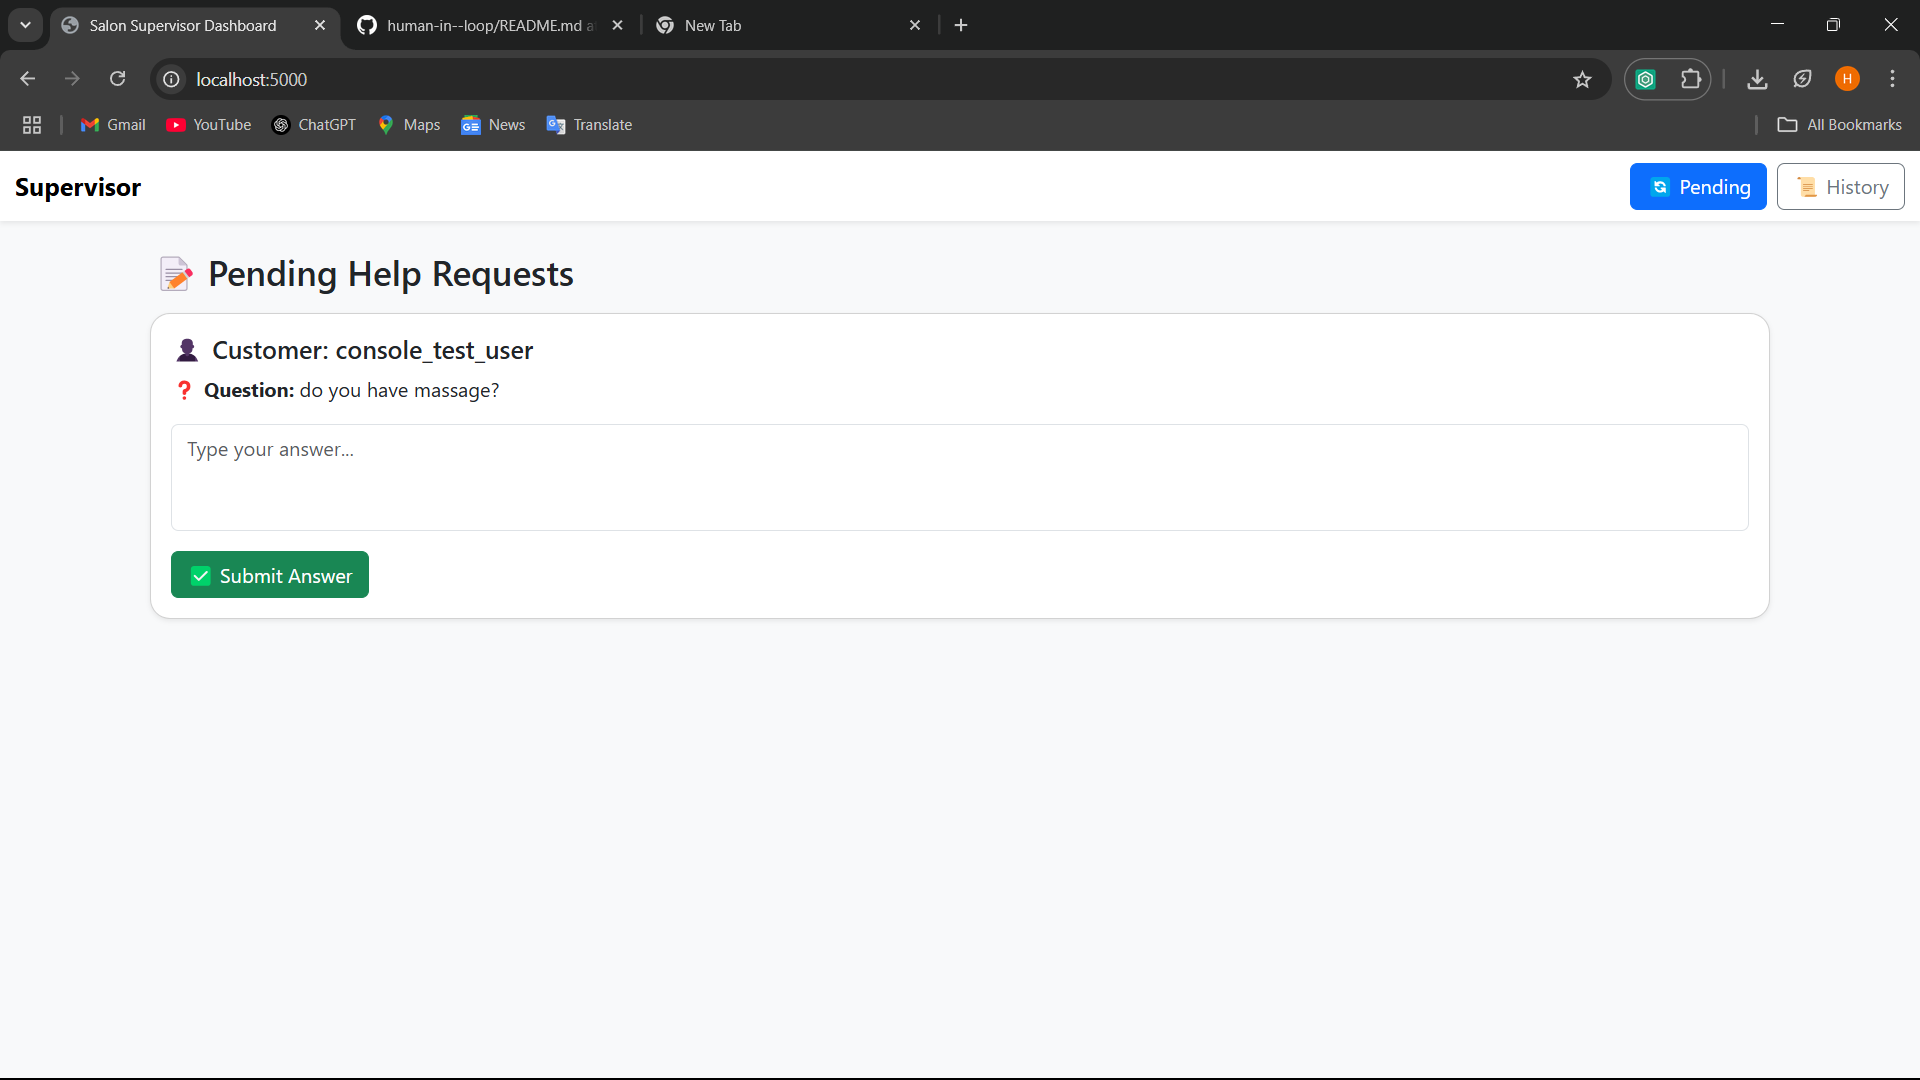 Salon Supervisor Dashboard
human-in--loop/README.md a
New Tab
localhost:5000
H
Gmail
YouTube
ChatGPT
Maps
News
Translate
All Bookmarks
Supervisor
Pending
History
Pending Help Requests
Customer: console_test_user
Question: do you have massage?
Type your answer...
Submit Answer